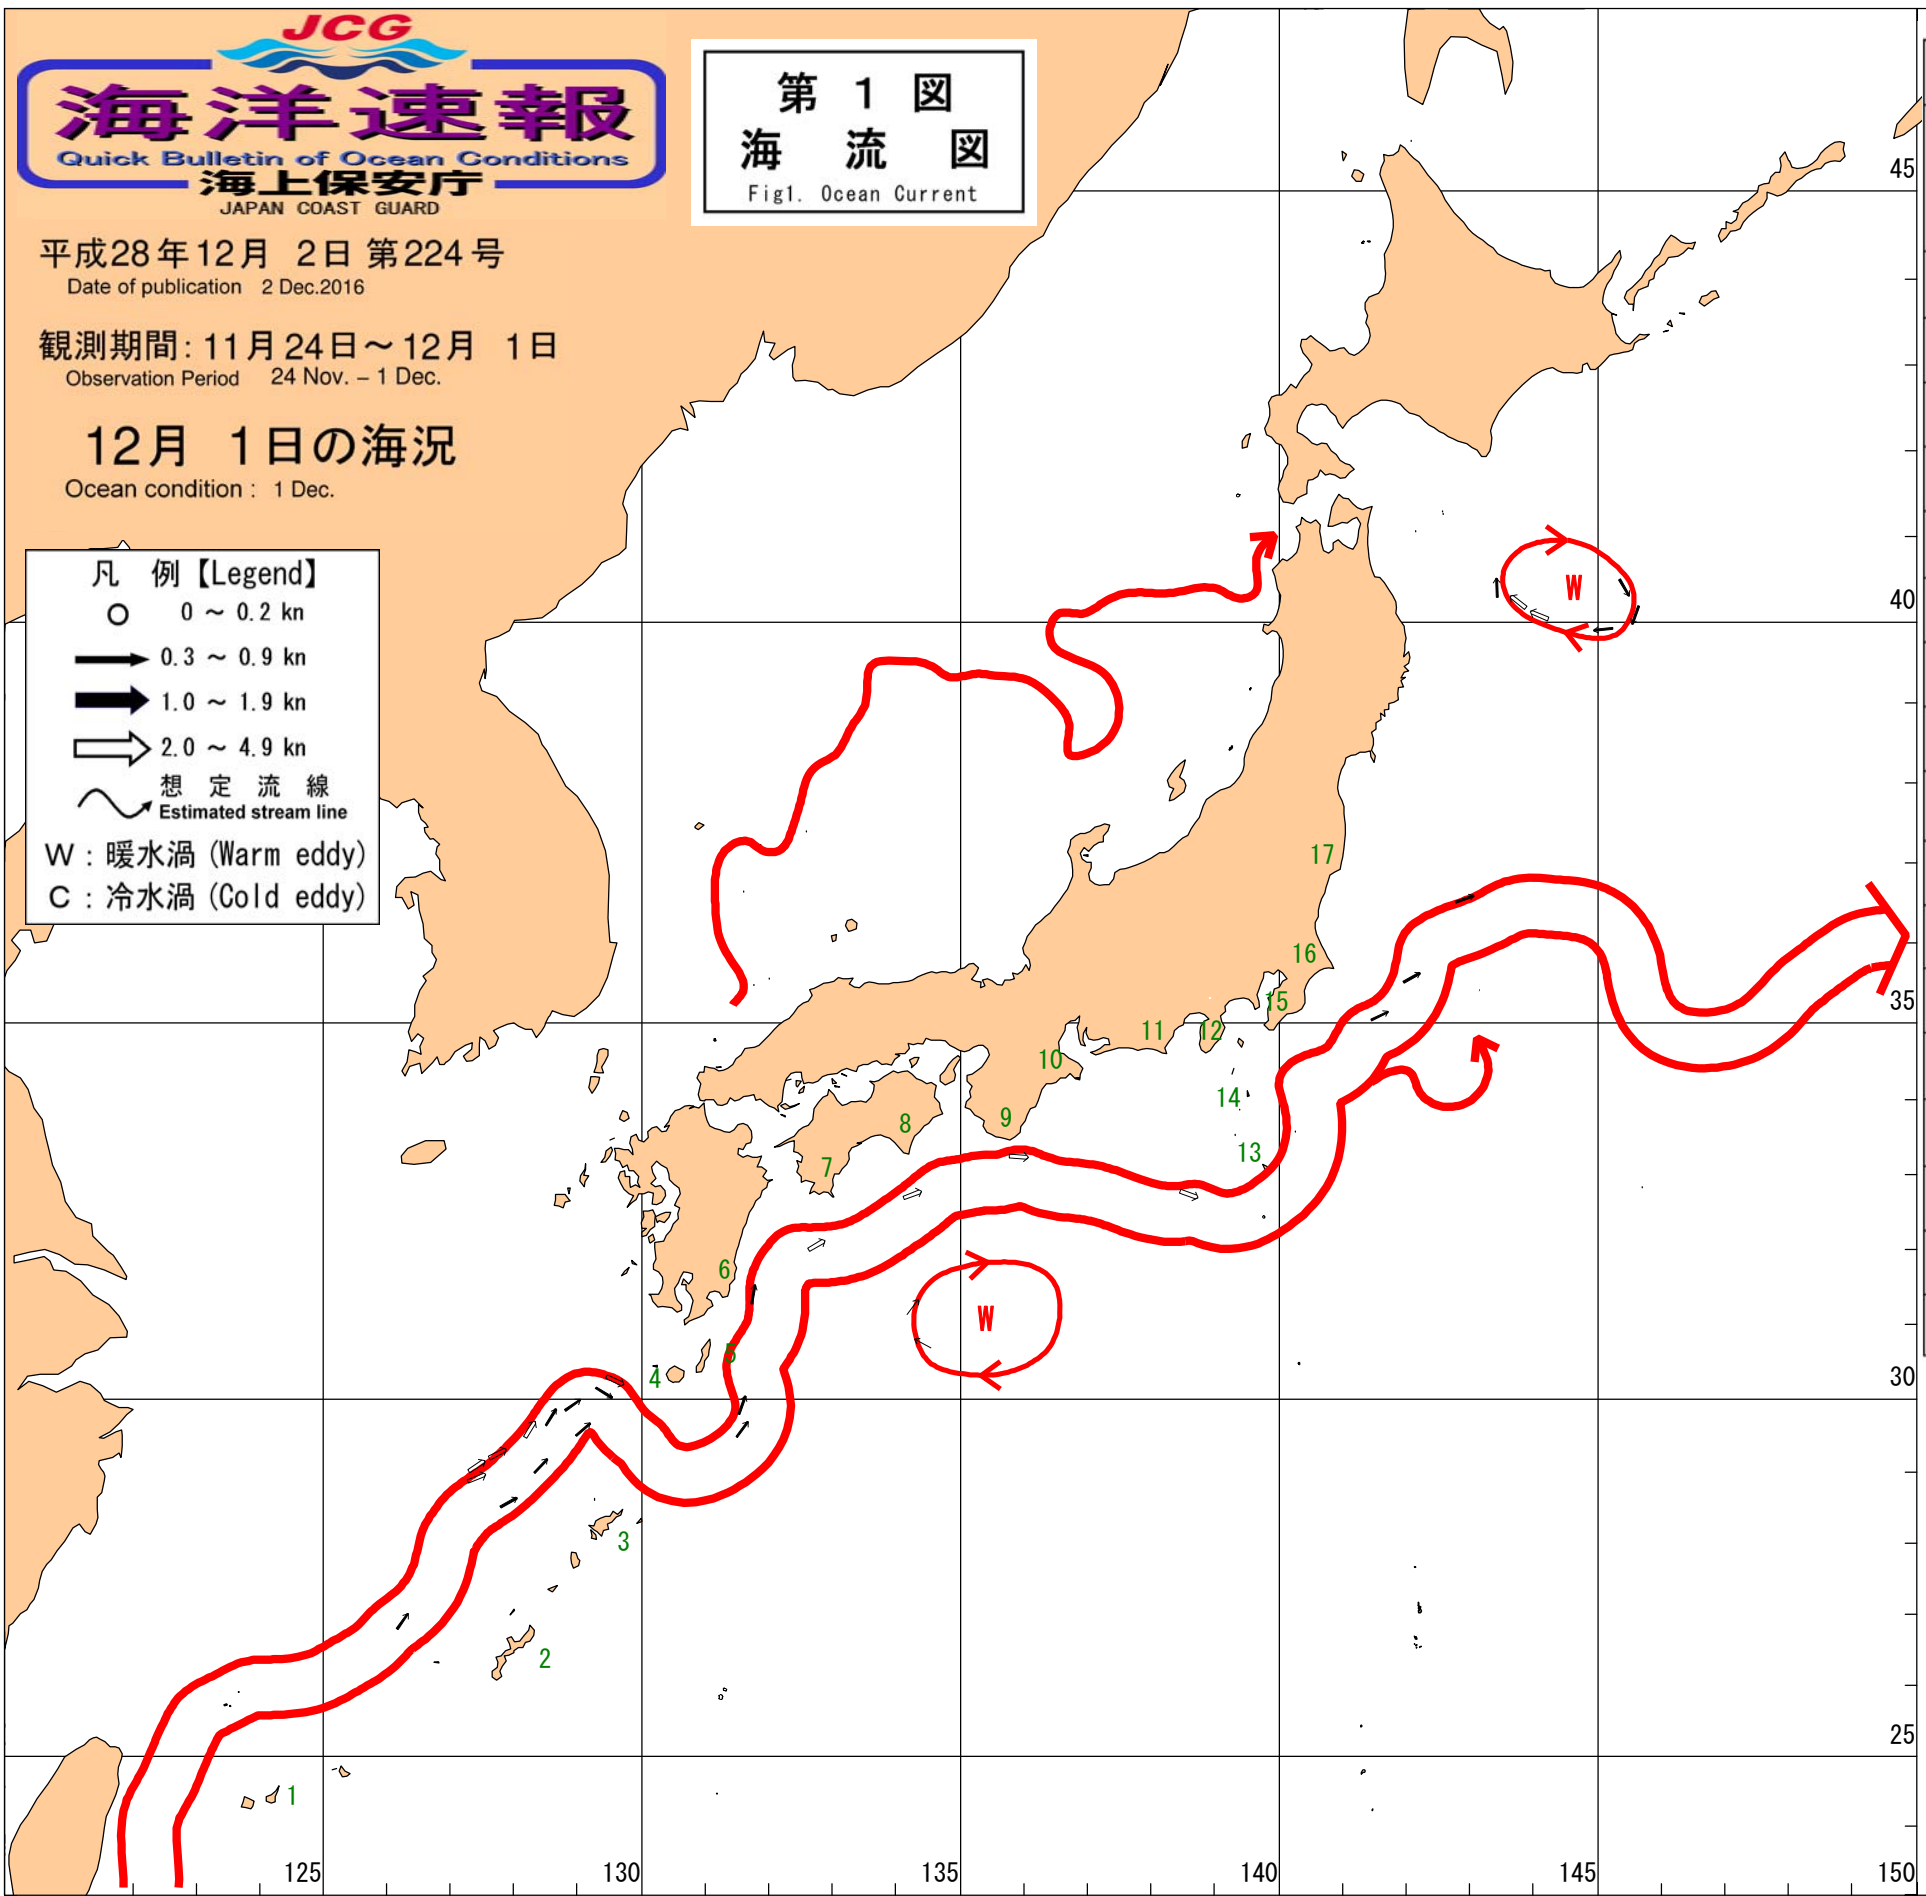 JCG
海洋速報
Quick Bulletin of Ocean Conditions
海上保安庁
JAPAN COAST GUARD
平成28年12月 2日 第224号
Date of publication 2 Dec.2016
観測期間: 11月24日～12月 1日
Observation Period 24 Nov. – 1 Dec.
12月 1日の海況
Ocean condition : 1 Dec.
第 1 図
海 流 図
Fig1. Ocean Current
凡 例【Legend】
0 ～ 0.2 kn
0.3 ～ 0.9 kn
1.0 ～ 1.9 kn
2.0 ～ 4.9 kn
想 定 流 線
Estimated stream line
W : 暖水渦 (Warm eddy)
C : 冷水渦 (Cold eddy)
45
40
35
30
25
W
W
17
16
15
12
11
10
14
13
9
8
7
6
5
4
3
2
1
125
130
135
140
145
150